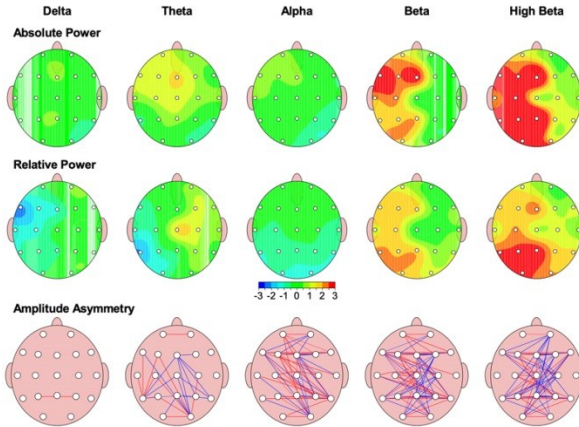 Delta Theta Alpha Beta High Beta
Absolute Power
Relative Power
-3 -2 -1 0 1 2 3
Amplitude Asymmetry